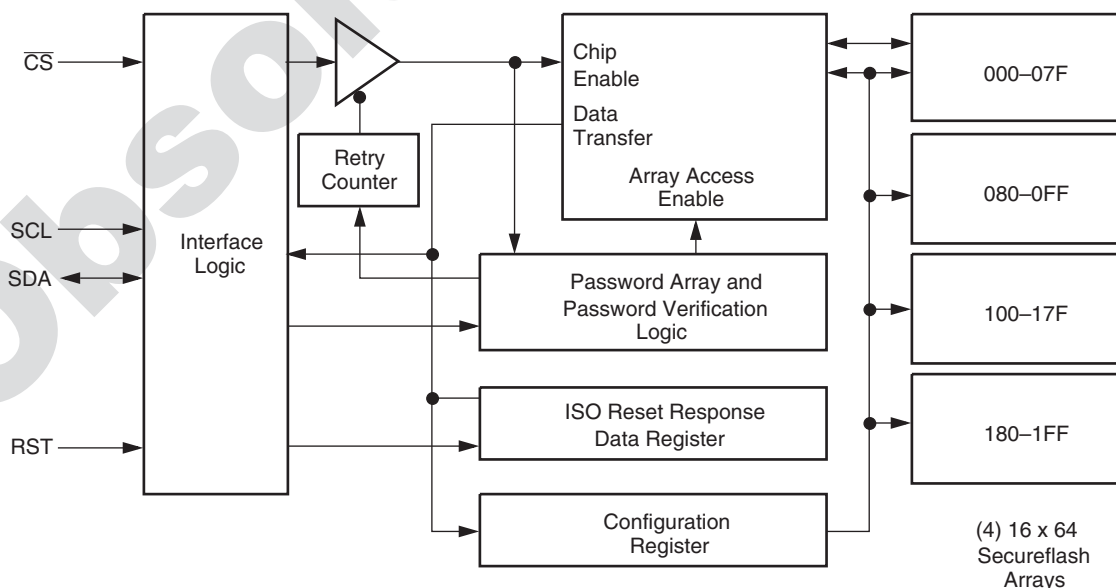 CS
SCL
SDA
RST
Interface
Logic
Retry
Counter
Chip
Enable
Data
Transfer
Array Access
Enable
Password Array and
Password Verification
Logic
ISO Reset Response
Data Register
Configuration
Register
000–07F
080–0FF
100–17F
180–1FF
(4) 16 x 64
Secureflash
Arrays
Obsol